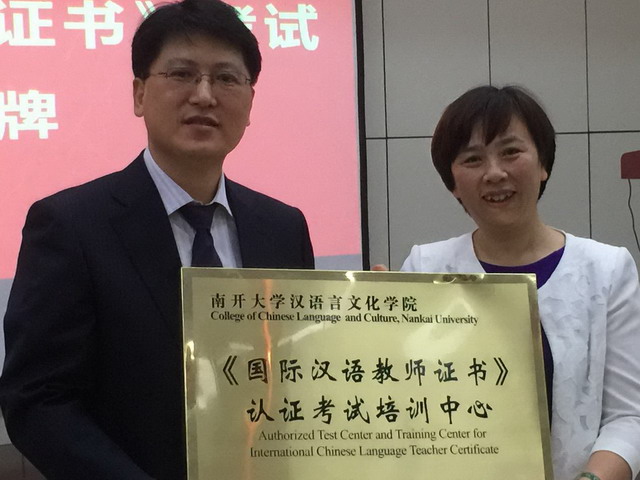 证书》考试
牌
南开大学汉语言文化学院
College of Chinese Language and Culture, Nankai University
《国际汉语教师证书》
认证考试培训中心
Authorized Test Center and Training Center for
International Chinese Language Teacher Certificate